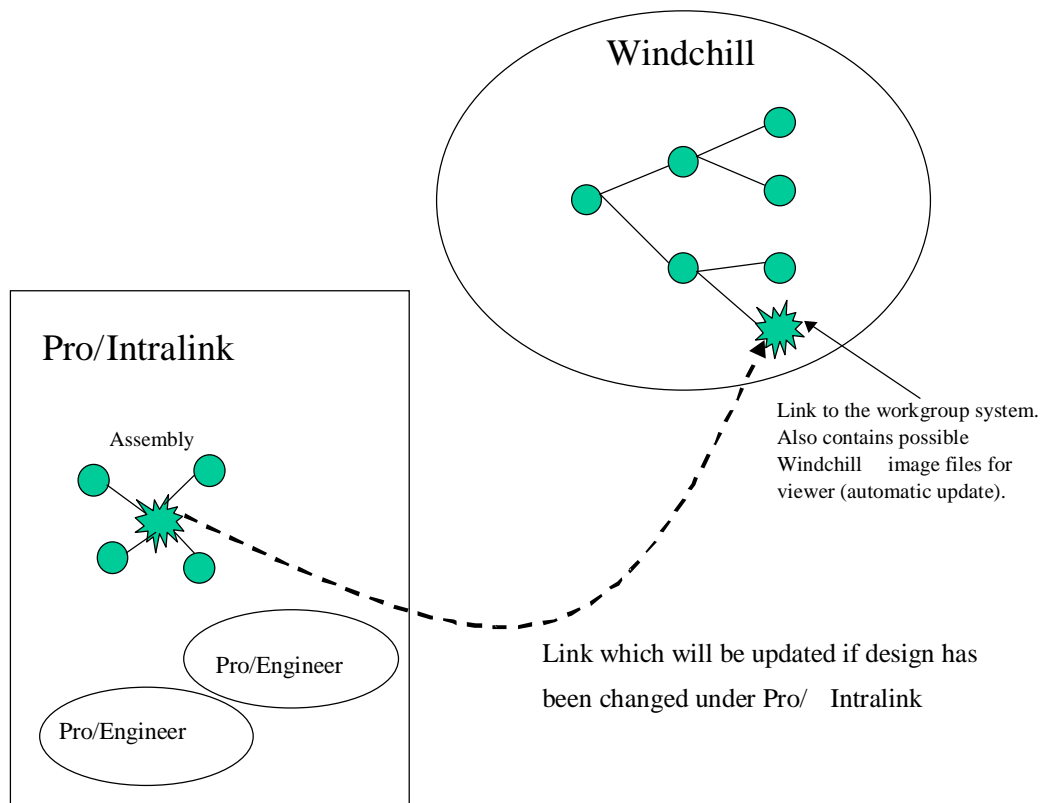 Windchill
Pro/Intralink
Assembly
Link to the workgroup system.
Also contains possible
Windchill image files for
viewer (automatic update).
Pro/Engineer
Pro/Engineer
Link which will be updated if design has
been changed under Pro/ Intralink